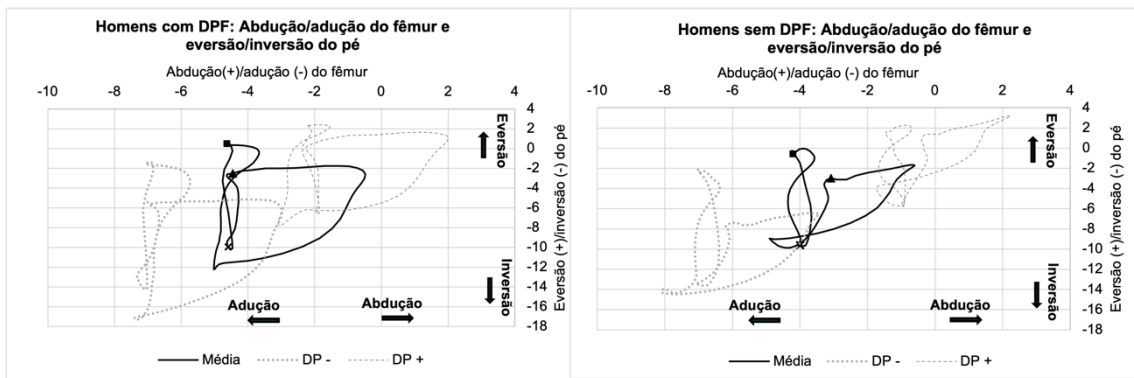 Homens com DPF: Abdução/adução do fêmur e
eversão/inversão do pé
Abdução(+)/adução (-) do fêmur
-10 -8 -6 -4 -2 0 2 4
4
2
0
-2
-4
-6
-8
-10
-12
-14
-16
-18
Eversão (+)/inversão (-) do pé
Eversão
Inversão
Adução Abdução
Média DP - DP +
Homens sem DPF: Abdução/adução do fêmur e
eversão/inversão do pé
Abdução(+)/adução (-) do fêmur
-10 -8 -6 -4 -2 0 2 4
4
2
0
-2
-4
-6
-8
-10
-12
-14
-16
-18
Eversão (+)/inversão (-) do pé
Eversão
Inversão
Adução Abdução
Média DP - DP +